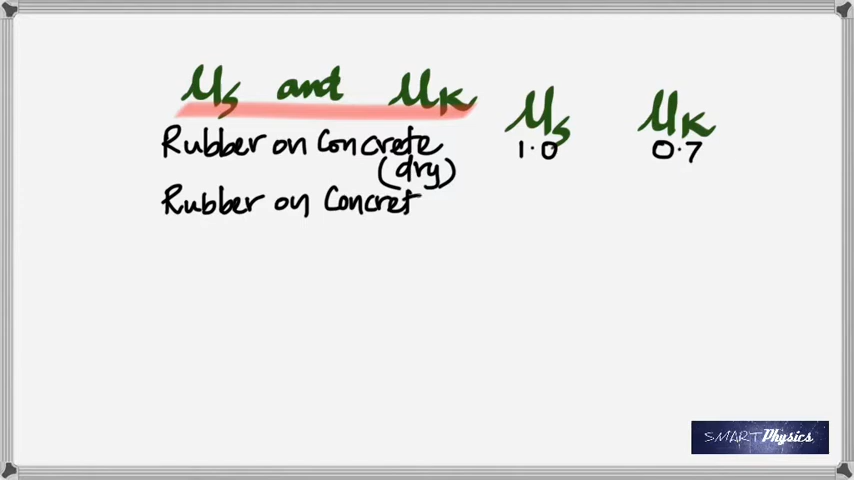 μs and μK
μs μK
Rubber on Concrete 1.0 0.7
(dry)
Rubber on Concret
SMARTPhysics